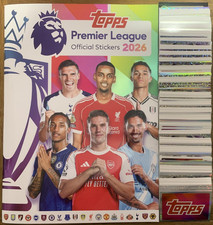 Topps
Premier League
Official Stickers 2026
Topps